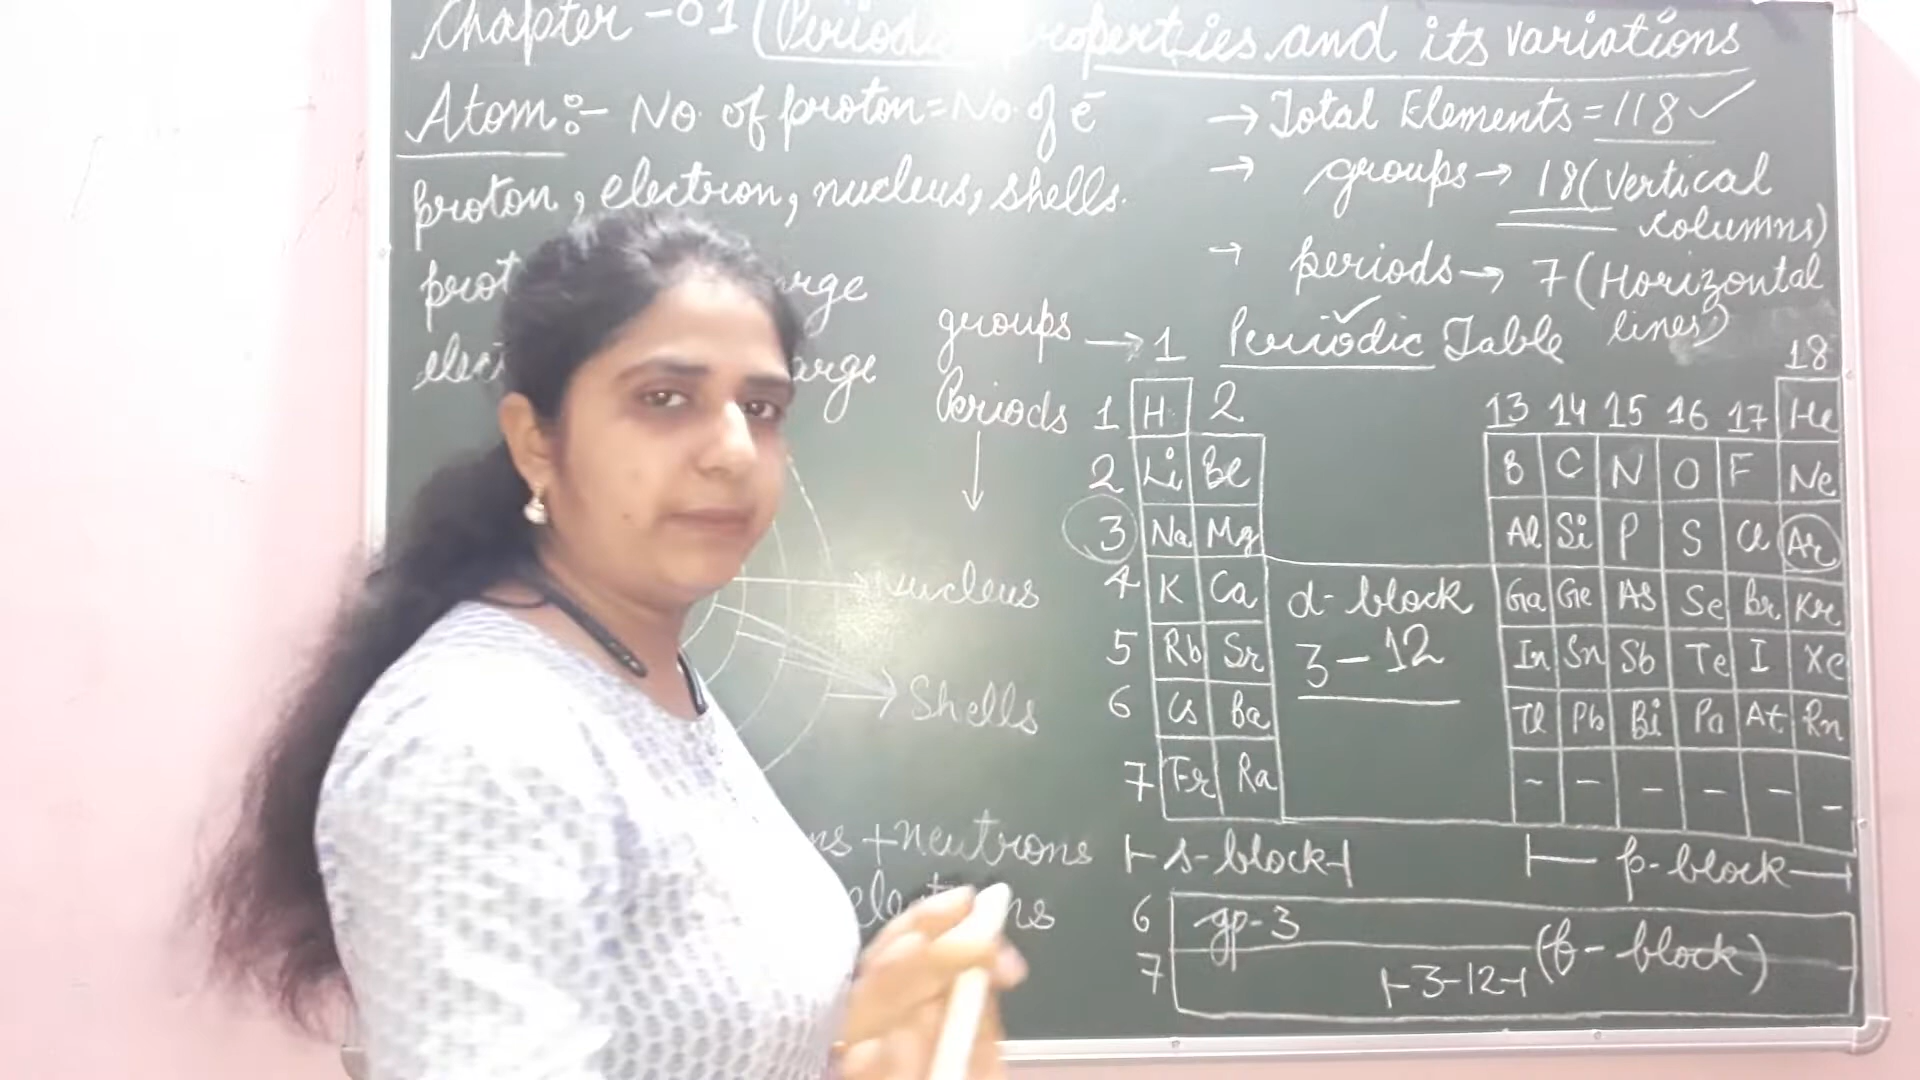 Chapter -01 (Periodic properties and its variations
Atom:- No. of proton = No. of e-
proton, electron, nucleus, shells.
→ Total Elements = 118 ✓
→ groups → 18 (Vertical
columns)
→ periods → 7 (Horizontal
lines)
groups → 1
Periodic Table
18
Periods
↓
1 H 2 13 14 15 16 17 He
2 Li Be B C N O F Ne
3 Na Mg Al Si P S Cl Ar
4 K Ca d-block Ga Ge As Se Br Kr
5 Rb Sr 3-12 In Sn Sb Te I Xe
6 Cs Ba Tl Pb Bi Po At Rn
7 Fr Ra - - - - - -
nucleus
Shells
+neutrons
s-block
p-block
6 gp-3
7 3-12 (f-block)